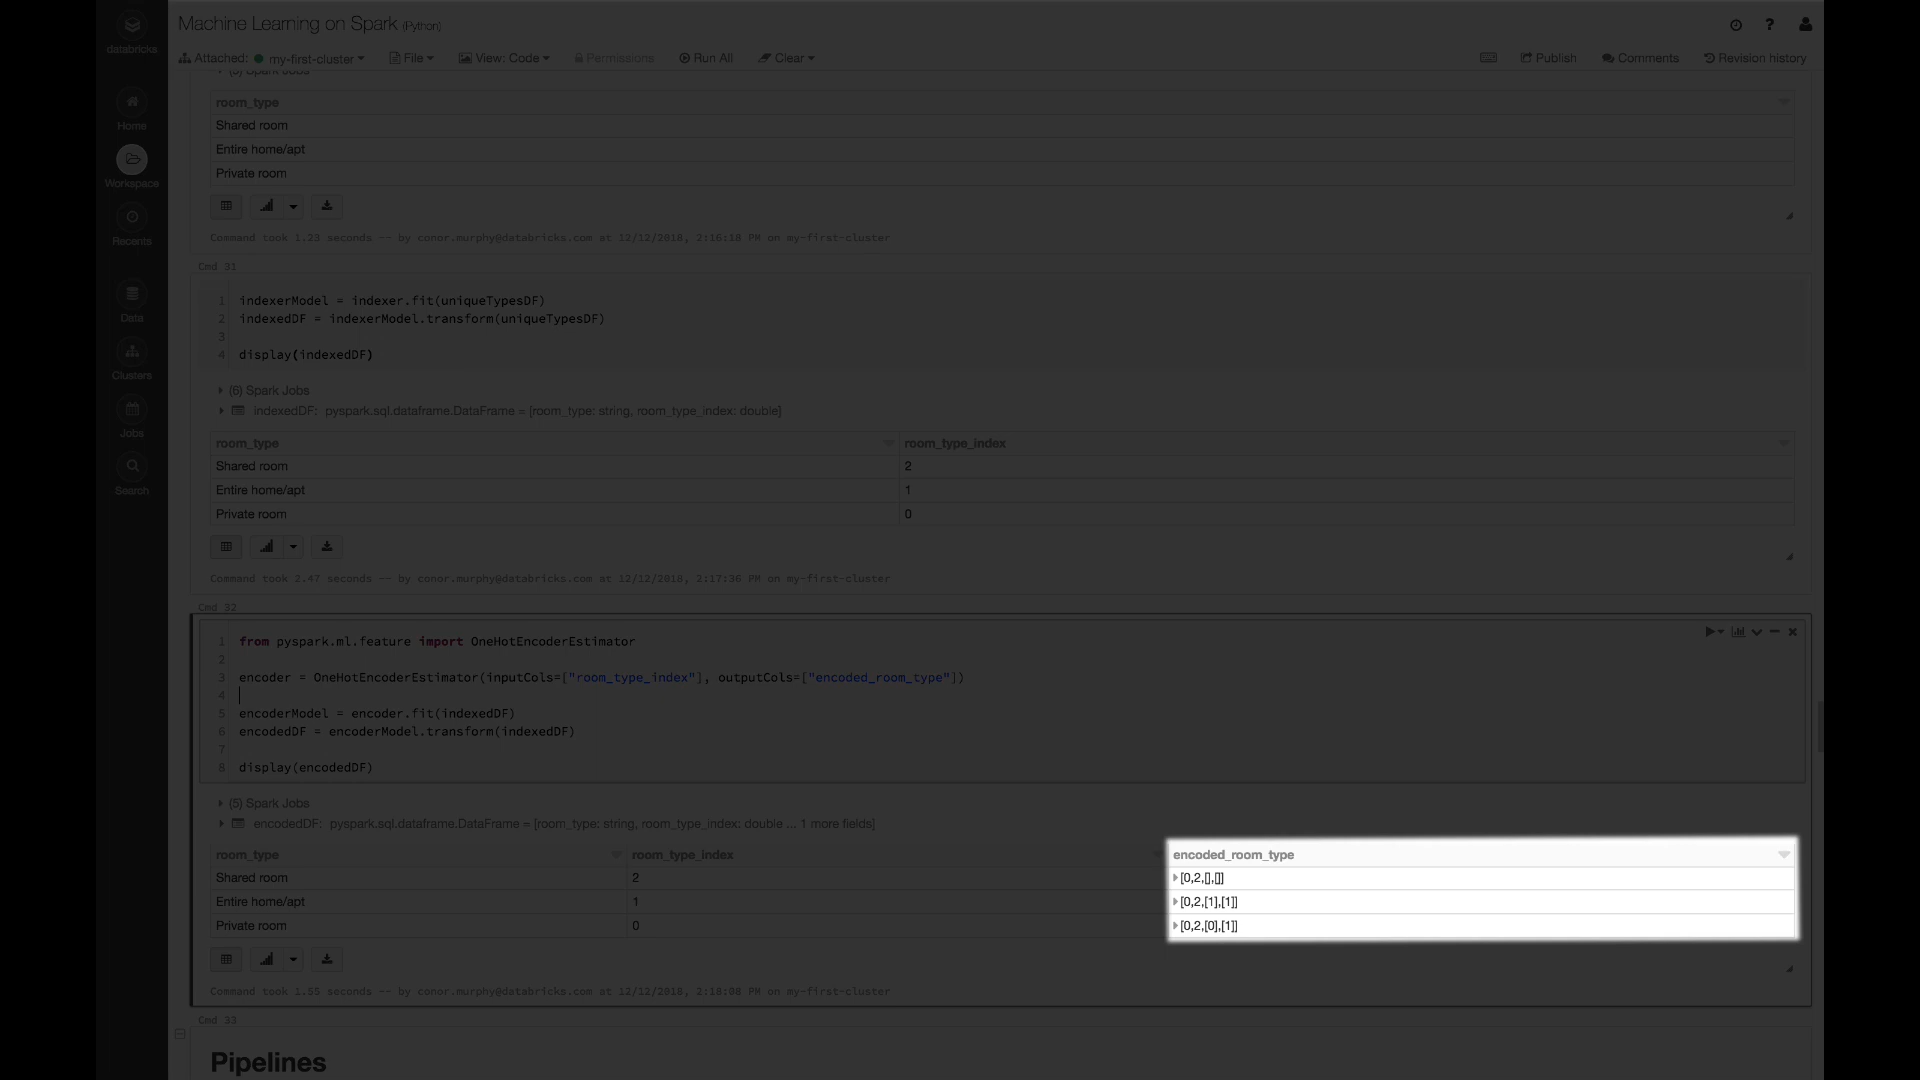 Machine Learning on Spark (Python)
databricks
Attached: my-first-cluster File View: Code Permissions Run All Clear Publish Comments Revision history
(5) Spark Jobs
Home
Workspace
Recents
Data
Clusters
Jobs
Search
room_type
Shared room
Entire home/apt
Private room
Command took 1.23 seconds -- by conor.murphy@databricks.com at 12/12/2018, 2:16:18 PM on my-first-cluster
Cmd 31
1 indexerModel = indexer.fit(uniqueTypesDF)
2 indexedDF = indexerModel.transform(uniqueTypesDF)
3
4 display(indexedDF)
(6) Spark Jobs
indexedDF: pyspark.sql.dataframe.DataFrame = [room_type: string, room_type_index: double]
room_type room_type_index
Shared room 2
Entire home/apt 1
Private room 0
Command took 2.47 seconds -- by conor.murphy@databricks.com at 12/12/2018, 2:17:36 PM on my-first-cluster
Cmd 32
1 from pyspark.ml.feature import OneHotEncoderEstimator
2
3 encoder = OneHotEncoderEstimator(inputCols=["room_type_index"], outputCols=["encoded_room_type"])
4
5 encoderModel = encoder.fit(indexedDF)
6 encodedDF = encoderModel.transform(indexedDF)
7
8 display(encodedDF)
(5) Spark Jobs
encodedDF: pyspark.sql.dataframe.DataFrame = [room_type: string, room_type_index: double ... 1 more fields]
room_type room_type_index encoded_room_type
Shared room 2 [0,2,[],[]]
Entire home/apt 1 [0,2,[1],[1]]
Private room 0 [0,2,[0],[1]]
Command took 1.55 seconds -- by conor.murphy@databricks.com at 12/12/2018, 2:18:08 PM on my-first-cluster
Cmd 33
Pipelines